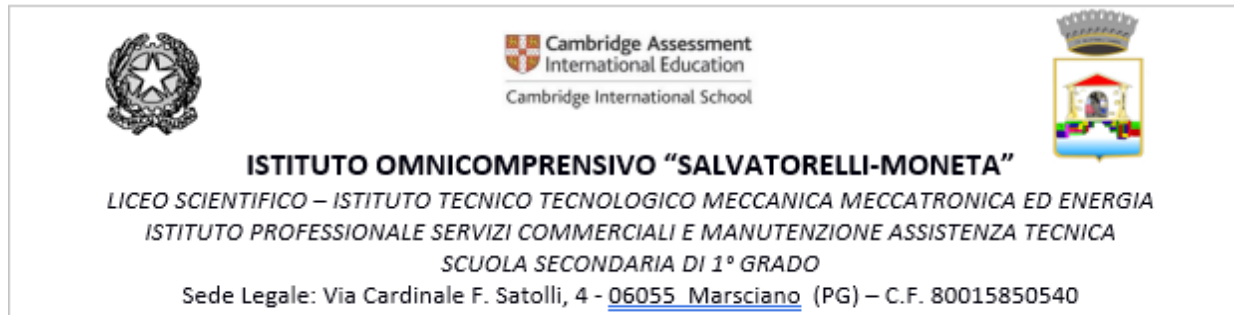 Cambridge Assessment
International Education
Cambridge International School
ISTITUTO OMNICOMPRENSIVO “SALVATORELLI-MONETA”
LICEO SCIENTIFICO – ISTITUTO TECNICO TECNOLOGICO MECCANICA MECCATRONICA ED ENERGIA
ISTITUTO PROFESSIONALE SERVIZI COMMERCIALI E MANUTENZIONE ASSISTENZA TECNICA
SCUOLA SECONDARIA DI 1° GRADO
Sede Legale: Via Cardinale F. Satolli, 4 - 06055 Marsciano (PG) – C.F. 80015850540